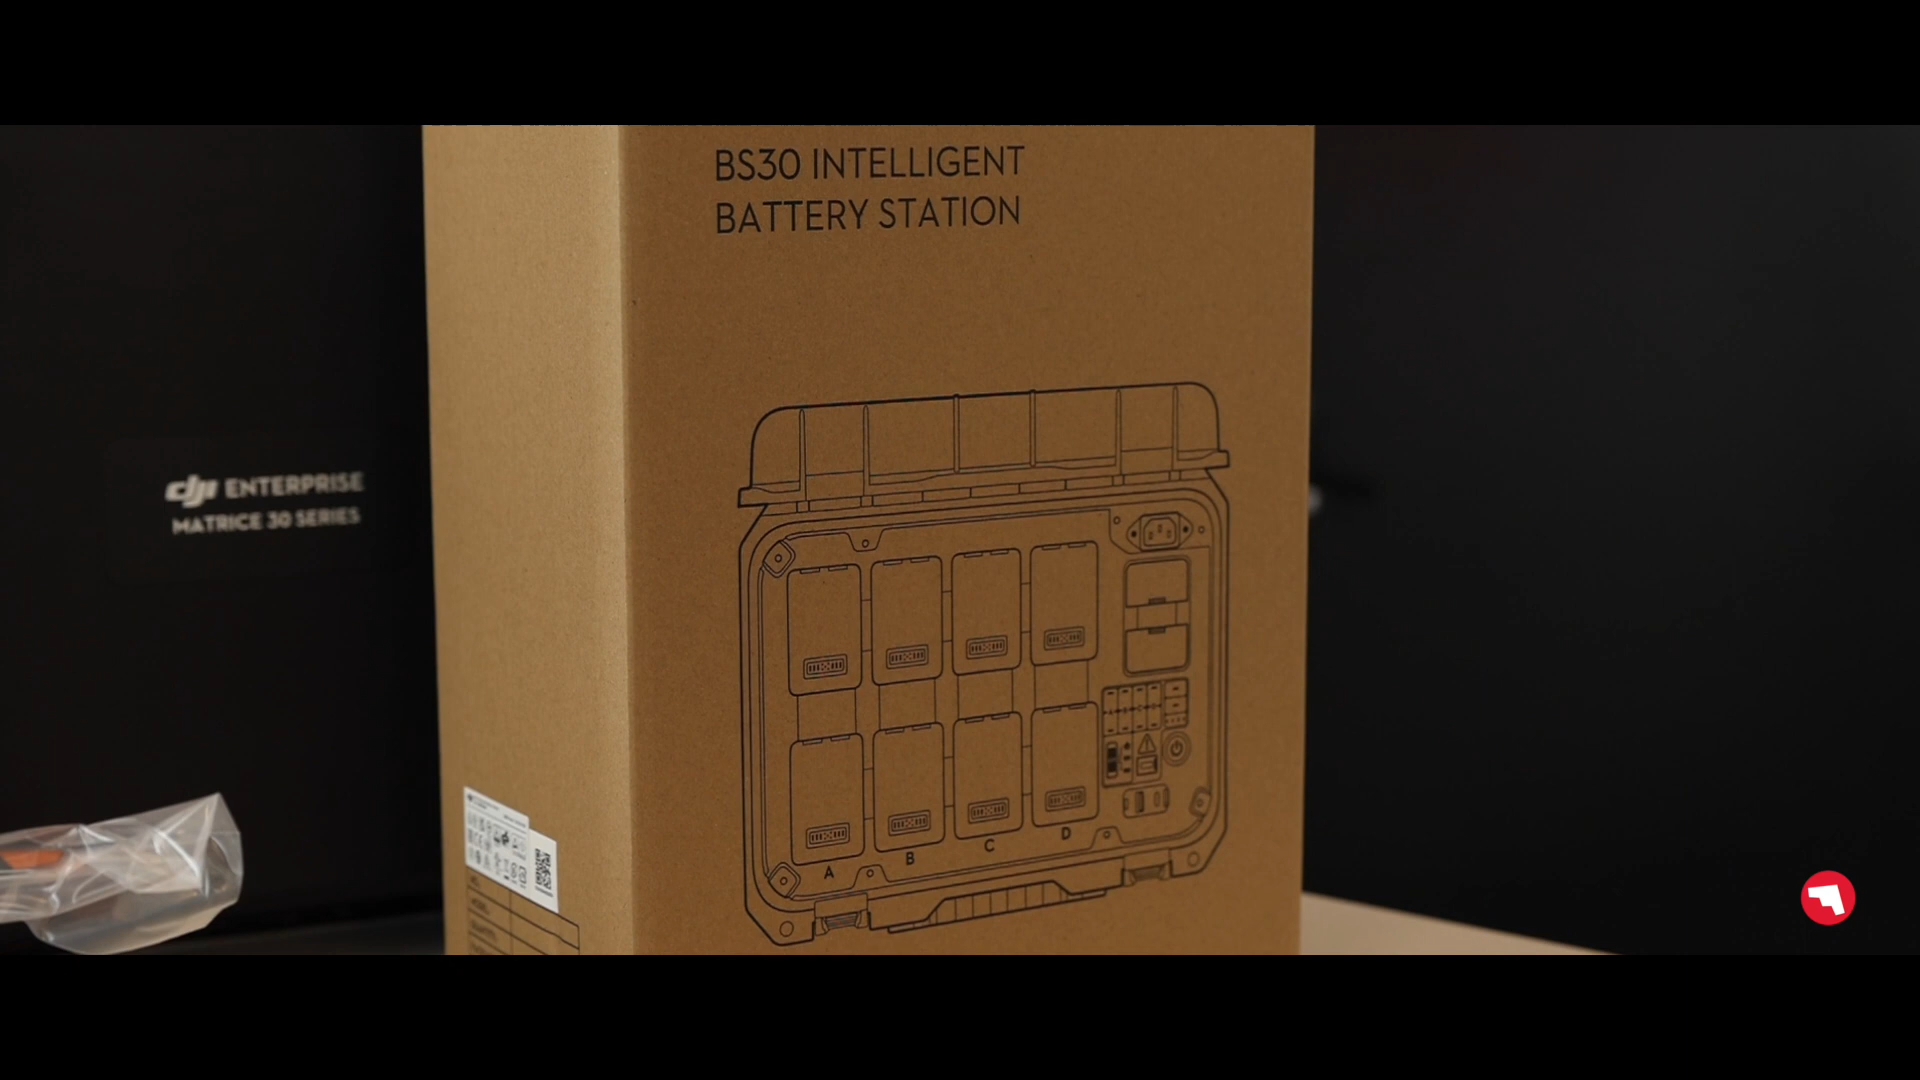 BS30 INTELLIGENT
BATTERY STATION
dji ENTERPRISE
MATRICE 30 SERIES
A B C D